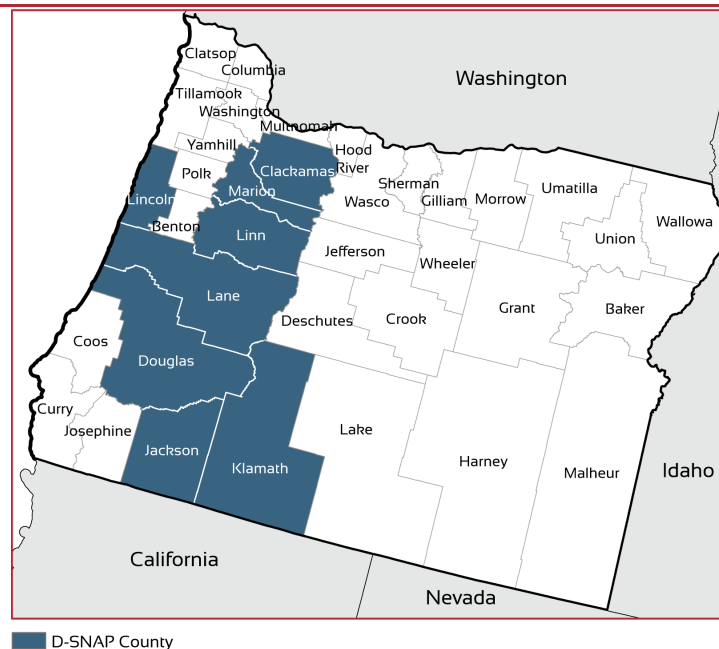 Clatsop
Columbia
Washington
Tillamook
Washington
Multnomah
Yamhill
Hood
River
Clackamas
Polk
Marion
Sherman
Umatilla
Lincoln
Wasco
Gilliam
Morrow
Wallowa
Benton
Linn
Union
Jefferson
Wheeler
Lane
Grant
Baker
Deschutes
Crook
Coos
Douglas
Curry
Josephine
Lake
Jackson
Klamath
Harney
Malheur
Idaho
California
Nevada
D-SNAP County